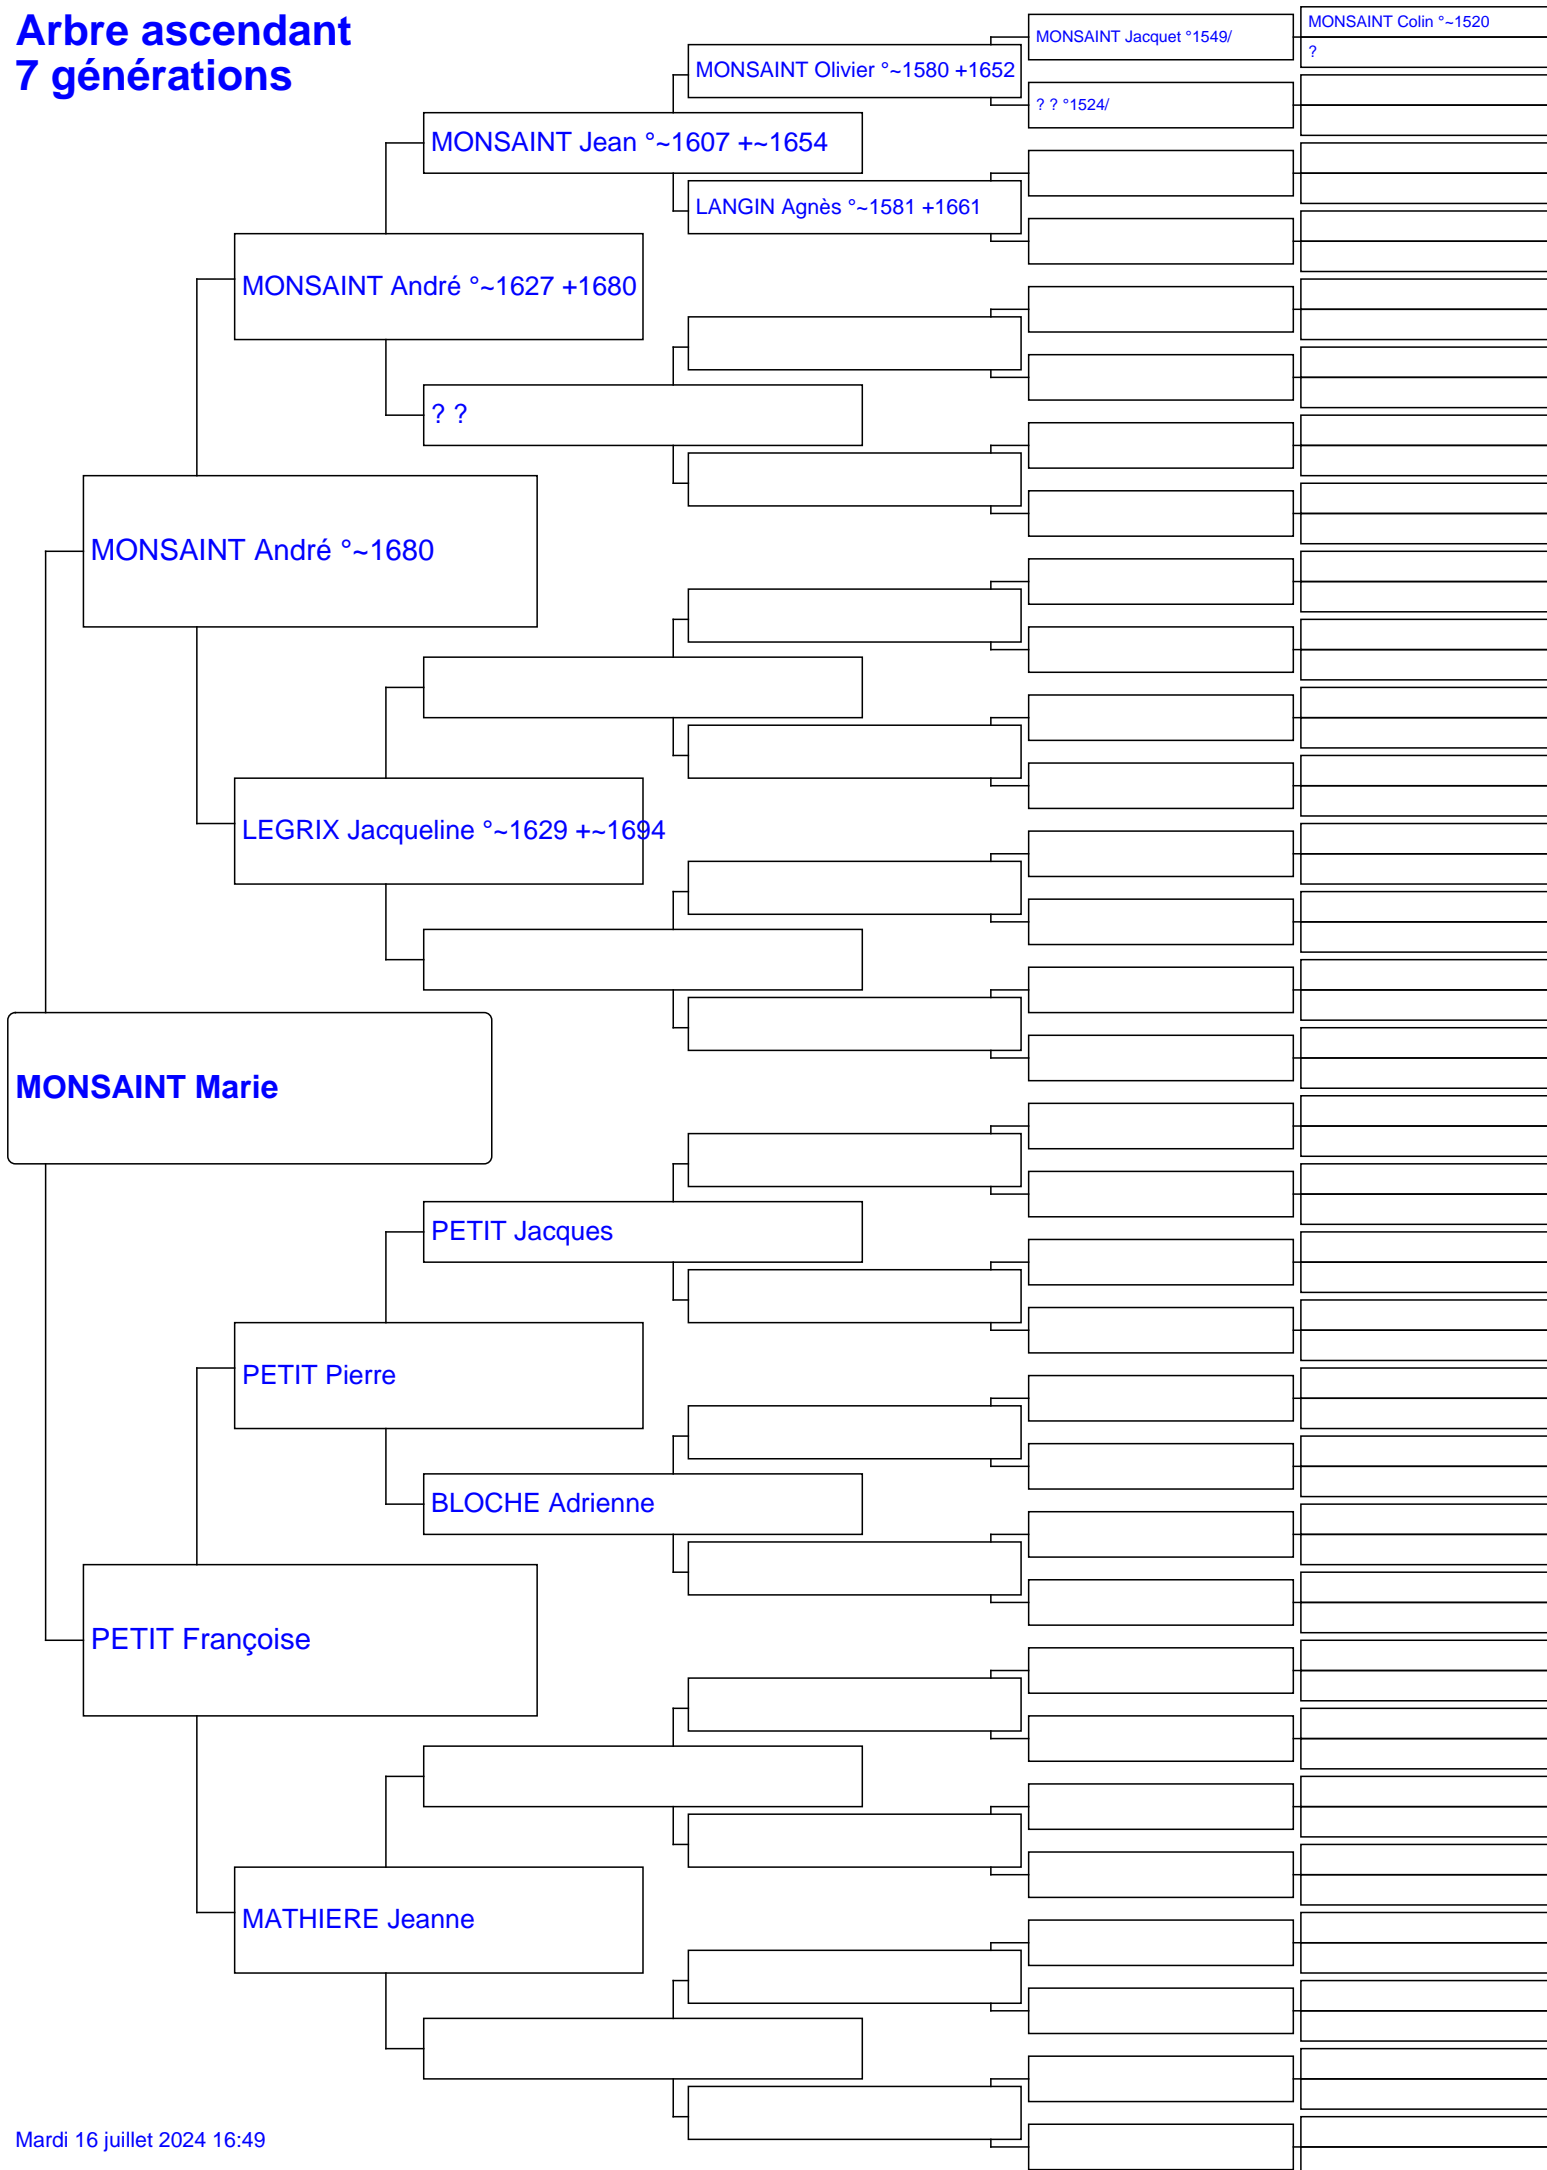 Arbre ascendant
7 générations
MONSAINT Colin °~1520
?
MONSAINT Jacquet °1549/
? ? °1524/
MONSAINT Olivier °~1580 +1652
MONSAINT Jean °~1607 +~1654
LANGIN Agnès °~1581 +1661
MONSAINT André °~1627 +1680
? ?
MONSAINT André °~1680
LEGRIX Jacqueline °~1629 +~1694
MONSAINT Marie
PETIT Jacques
PETIT Pierre
BLOCHE Adrienne
PETIT Françoise
MATHIERE Jeanne
Mardi 16 juillet 2024 16:49